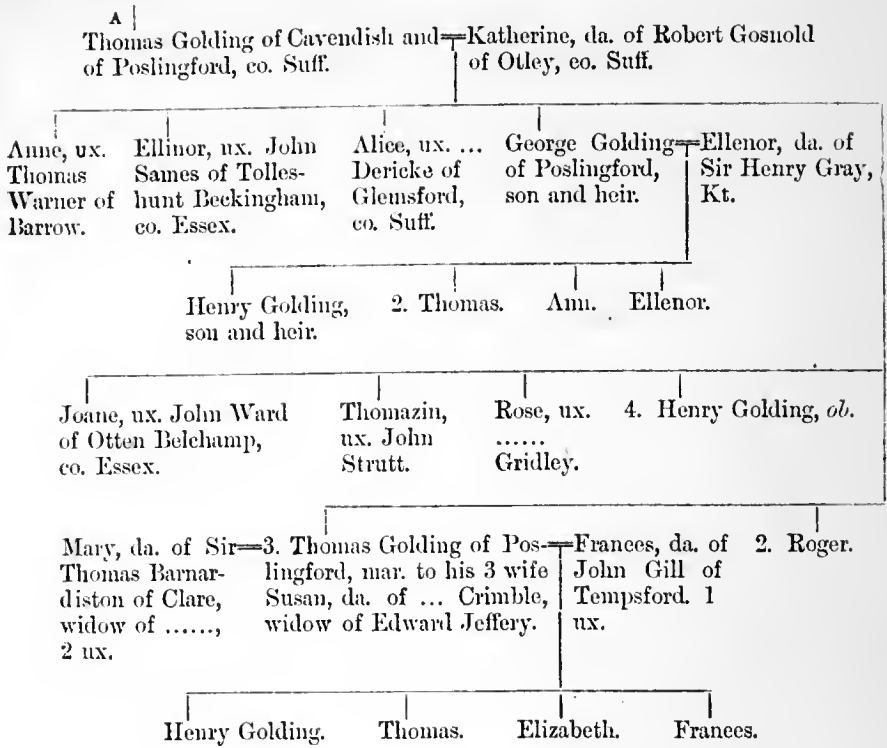 A
Thomas Golding of Cavendish and Katherine, da. of Robert Gosnold
of Poslingford, co. Suff. of Otley, co. Suff.
Anne, ux. Ellinor, ux. John Alice, ux. ... George Golding Ellenor, da. of
Thomas Sames of Tolles- Dericke of of Poslingford, Sir Henry Gray,
Warner of hunt Beckingham, Glemsford, son and heir. Kt.
Barrow. co. Essex. co. Suff.
Henry Golding, 2. Thomas. Ann. Ellenor.
son and heir.
Joane, ux. John Ward Thomazin, Rose, ux. 4. Henry Golding, ob.
of Otten Belchamp, ux. John ......
co. Essex. Strutt. Gridley.
Mary, da. of Sir 3. Thomas Golding of Pos- Frances, da. of 2. Roger.
Thomas Barnar- lingford, mar. to his 3 wife John Gill of
diston of Clare, Susan, da. of ... Crimble, Tempsford. 1
widow of ......, widow of Edward Jeffery. ux.
2 ux.
Henry Golding. Thomas. Elizabeth. Frances.